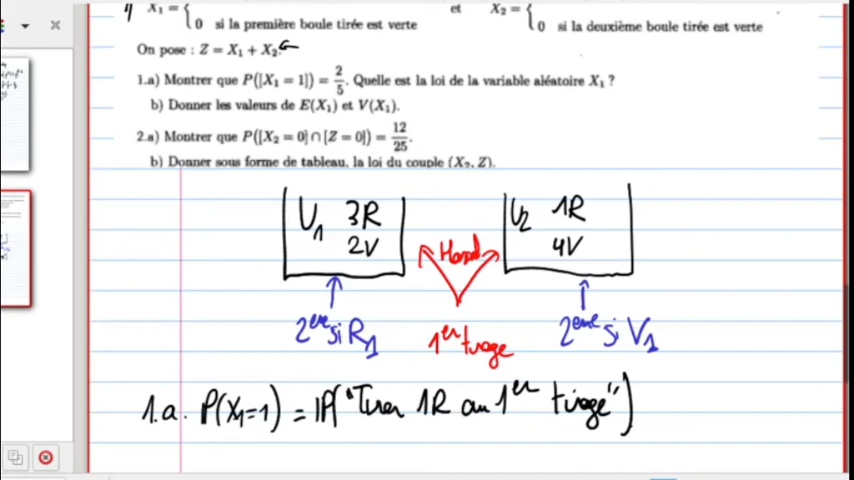 1) X₁ = {
0 si la première boule tirée est verte et X₂ = { 0 si la deuxième boule tirée est verte
On pose : Z = X₁ + X₂.
1.a) Montrer que P([X₁ = 1]) = 2/5. Quelle est la loi de la variable aléatoire X₁ ?
b) Donner les valeurs de E(X₁) et V(X₁).
2.a) Montrer que P([X₂ = 0] ∩ [Z = 0]) = 12/25.
b) Donner sous forme de tableau, la loi du couple (X₂, Z).
U₁ 3R
2V
Hasard
U₂ 1R
4V
2ème si R₁
1er tirage
2ème si V₁
1.a. P(X₁=1) = P("Tirer 1R au 1er tirage")